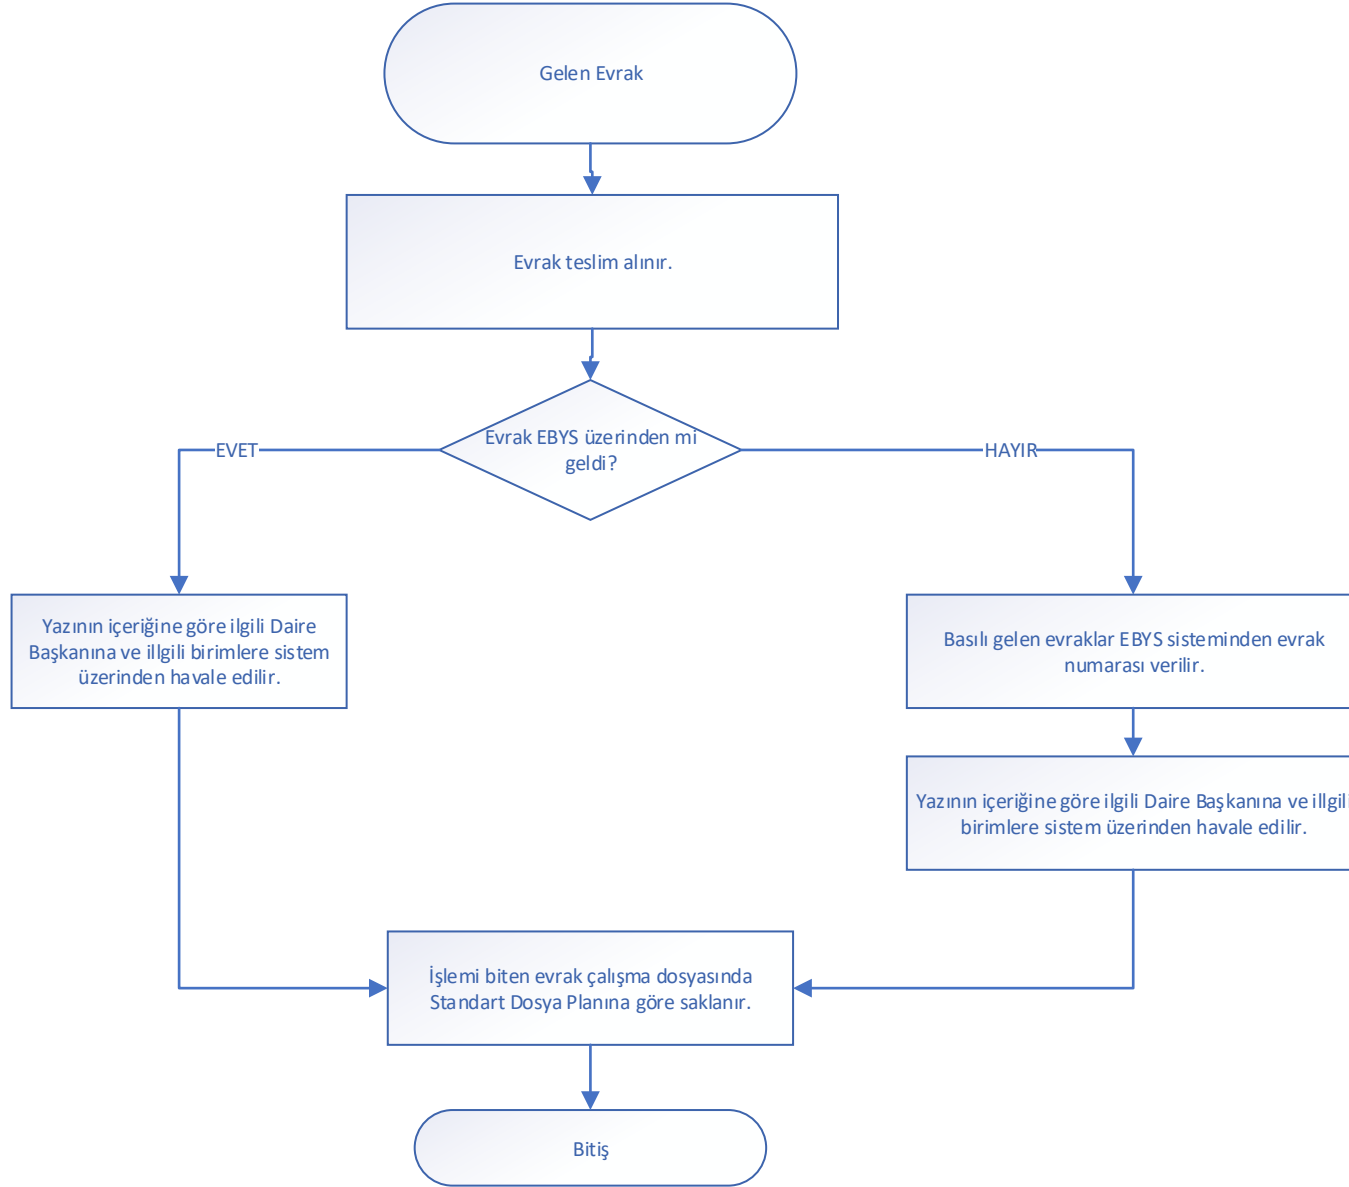 Gelen Evrak
Evrak teslim alınır.
Evrak EBYS üzerinden mi
geldi?
EVET
HAYIR
Yazının içeriğine göre ilgili Daire
Başkanına ve illgili birimlere sistem
üzerinden havale edilir.
Basılı gelen evraklar EBYS sisteminden evrak
numarası verilir.
Yazının içeriğine göre ilgili Daire Başkanına ve illgili
birimlere sistem üzerinden havale edilir.
İşlemi biten evrak çalışma dosyasında
Standart Dosya Planına göre saklanır.
Bitiş